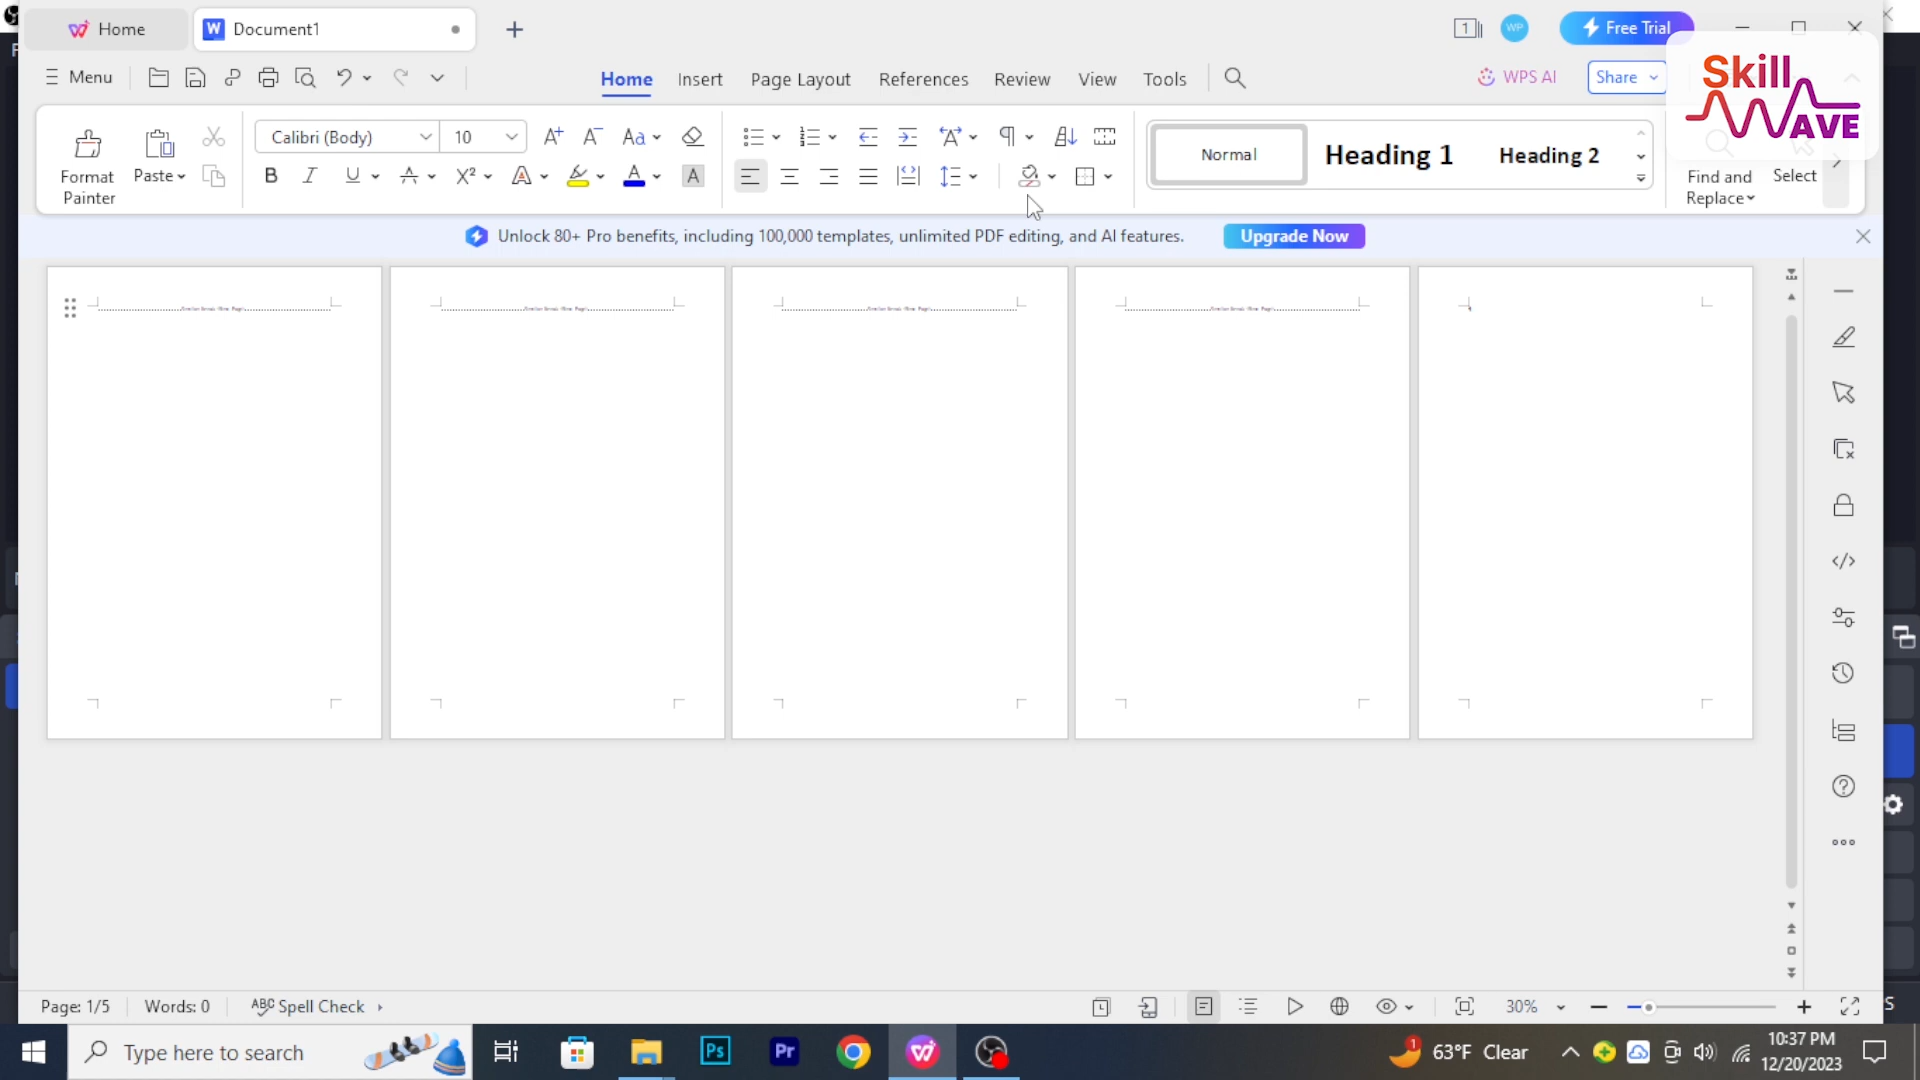 Home
Document1
WP
Free Trial
Menu
Home
Insert
Page Layout
References
Review
View
Tools
WPS AI
Share
Skill
WAVE
Format
Painter
Paste
Calibri (Body)
10
Normal
Heading 1
Heading 2
Find and
Replace
Select
Unlock 80+ Pro benefits, including 100,000 templates, unlimited PDF editing, and AI features.
Upgrade Now
Page: 1/5
Words: 0
Spell Check
30%
Type here to search
Ps
Pr
63°F Clear
10:37 PM
12/20/2023